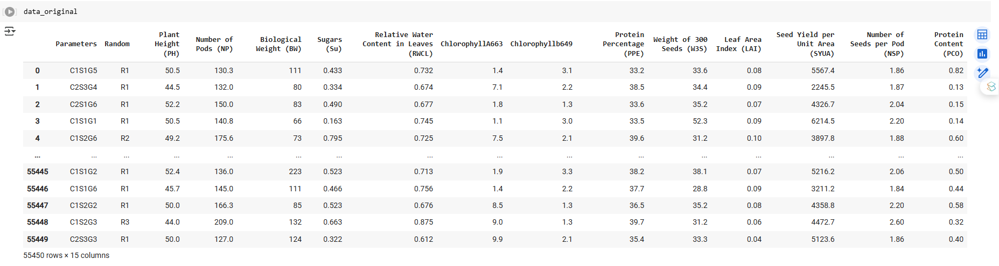 data_original
Parameters Random Plant Height (PH) Number of Pods (NP) Biological Weight (BW) Sugars (Su) Relative Water Content in Leaves (RWCL) ChlorophyllA663 Chlorophyllb649 Protein Percentage (PPE) Weight of 300 Seeds (W3S) Leaf Area Index (LAI) Seed Yield per Unit Area (SYUA) Number of Seeds per Pod (NSP) Protein Content (PCO)
0 C1S1G5 R1 50.5 130.3 111 0.433 0.732 1.4 3.1 33.2 33.6 0.08 5567.4 1.86 0.82
1 C2S3G4 R1 44.5 132.0 80 0.334 0.674 7.1 2.2 38.5 34.4 0.09 2245.5 1.87 0.13
2 C2S1G6 R1 52.2 150.0 83 0.490 0.677 1.8 1.3 33.6 35.2 0.07 4326.7 2.04 0.15
3 C1S1G1 R1 50.5 140.8 66 0.163 0.745 1.1 3.0 33.5 52.3 0.09 6214.5 2.20 0.14
4 C1S2G6 R2 49.2 175.6 73 0.795 0.725 7.5 2.1 39.6 31.2 0.10 3897.8 1.88 0.60
... ... ... ... ... ... ... ... ... ... ... ... ... ... ... ...
55445 C1S1G2 R1 52.4 136.0 223 0.523 0.713 1.9 3.3 38.2 38.1 0.07 5216.2 2.06 0.50
55446 C1S1G6 R1 45.7 145.0 111 0.466 0.756 1.4 2.2 37.7 28.8 0.09 3211.2 1.84 0.44
55447 C1S2G2 R1 50.0 166.3 85 0.523 0.676 8.5 1.3 36.5 35.2 0.08 4358.8 2.20 0.58
55448 C1S2G3 R3 44.0 209.0 132 0.663 0.875 9.0 1.3 39.7 31.2 0.06 4472.7 2.60 0.32
55449 C2S3G3 R1 50.0 127.0 124 0.322 0.612 9.9 2.1 35.4 33.3 0.04 5123.6 1.86 0.40
55450 rows × 15 columns